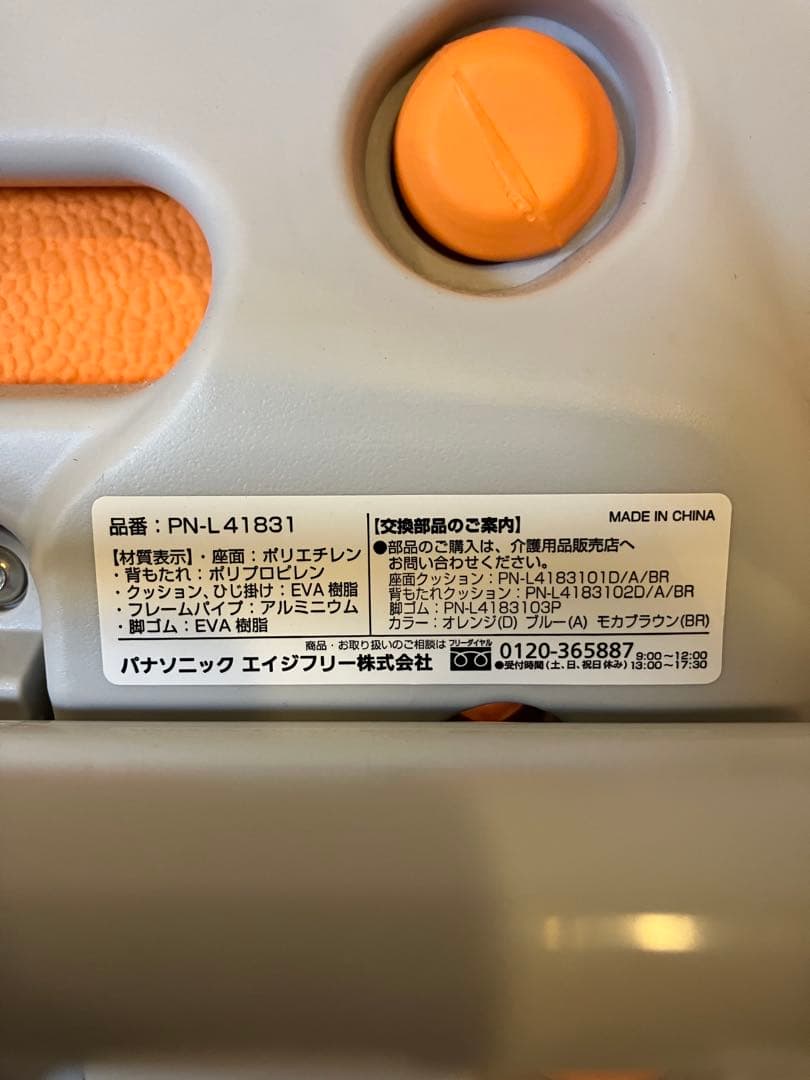 品番：PN-L41831
【材質表示】・座面：ポリエチレン
・背もたれ：ポリプロピレン
・クッション、ひじ掛け：EVA 樹脂
・フレームパイプ：アルミニウム
・脚ゴム：EVA 樹脂
【交換部品のご案内】
MADE IN CHINA
●部品のご購入は、介護用品販売店へ
お問い合わせください。
座面クッション：PN-L4183101D/A/BR
背もたれクッション：PN-L4183102D/A/BR
脚ゴム：PN-L4183103P
カラー：オレンジ(D) ブルー(A) モカブラウン(BR)
商品・お取り扱いのご相談は
パナソニック エイジフリー株式会社
フリーダイヤル
0120-365887
●受付時間(土、日、祝日休み)
9:00~12:00
13:00~17:30